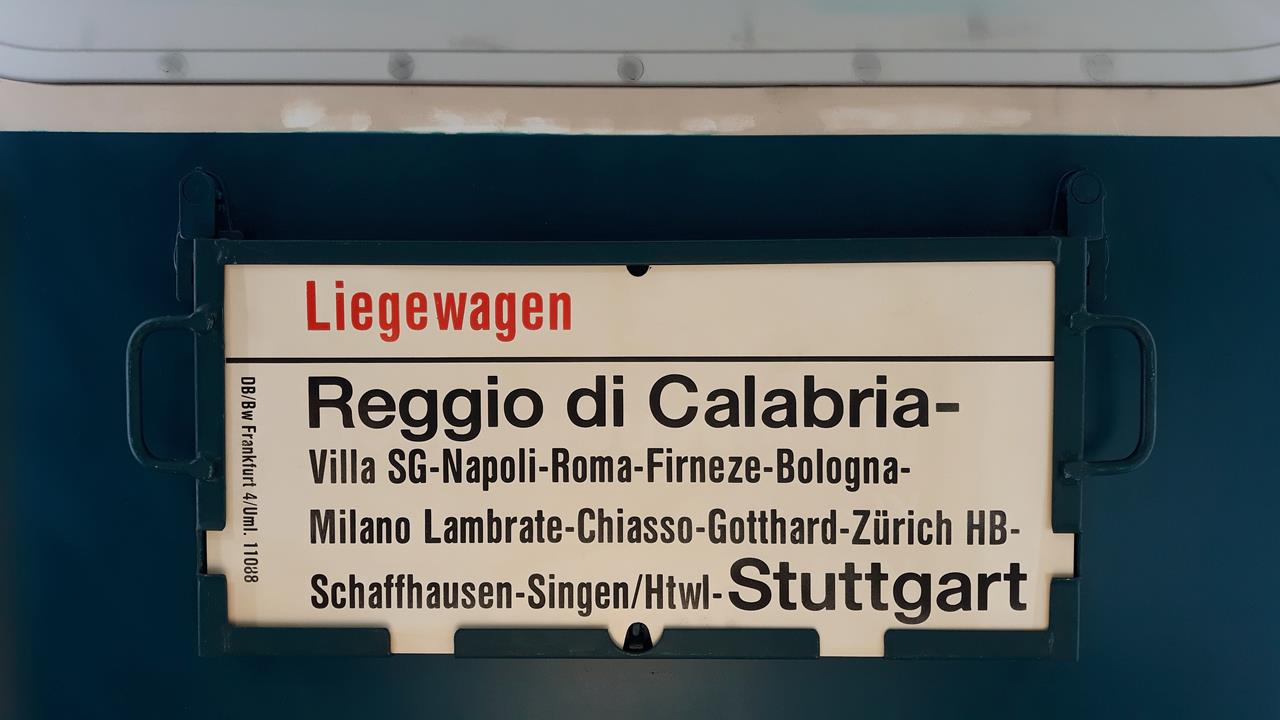 Liegewagen
Reggio di Calabria-
Villa SG-Napoli-Roma-Firneze-Bologna-
Milano Lambrate-Chiasso-Gotthard-Zürich HB-
Schaffhausen-Singen/Htwl-Stuttgart
DB/Bw Frankfurt 4/Uml. 11088